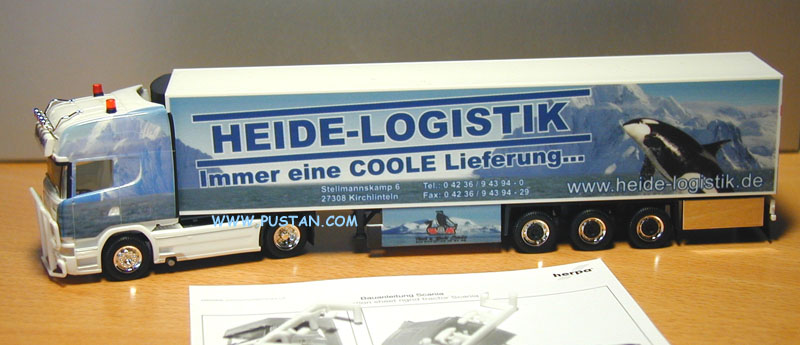 HEIDE-LOGISTIK
Immer eine COOLE Lieferung...
Stellmannskamp 6
27308 Kirchlinteln
Tel.: 0 42 36 / 9 43 94 - 0
Fax: 0 42 36 / 9 43 94 - 29
www.heide-logistik.de
WWW.PUSTAN.COM
herpa
Bauanleitung Scania